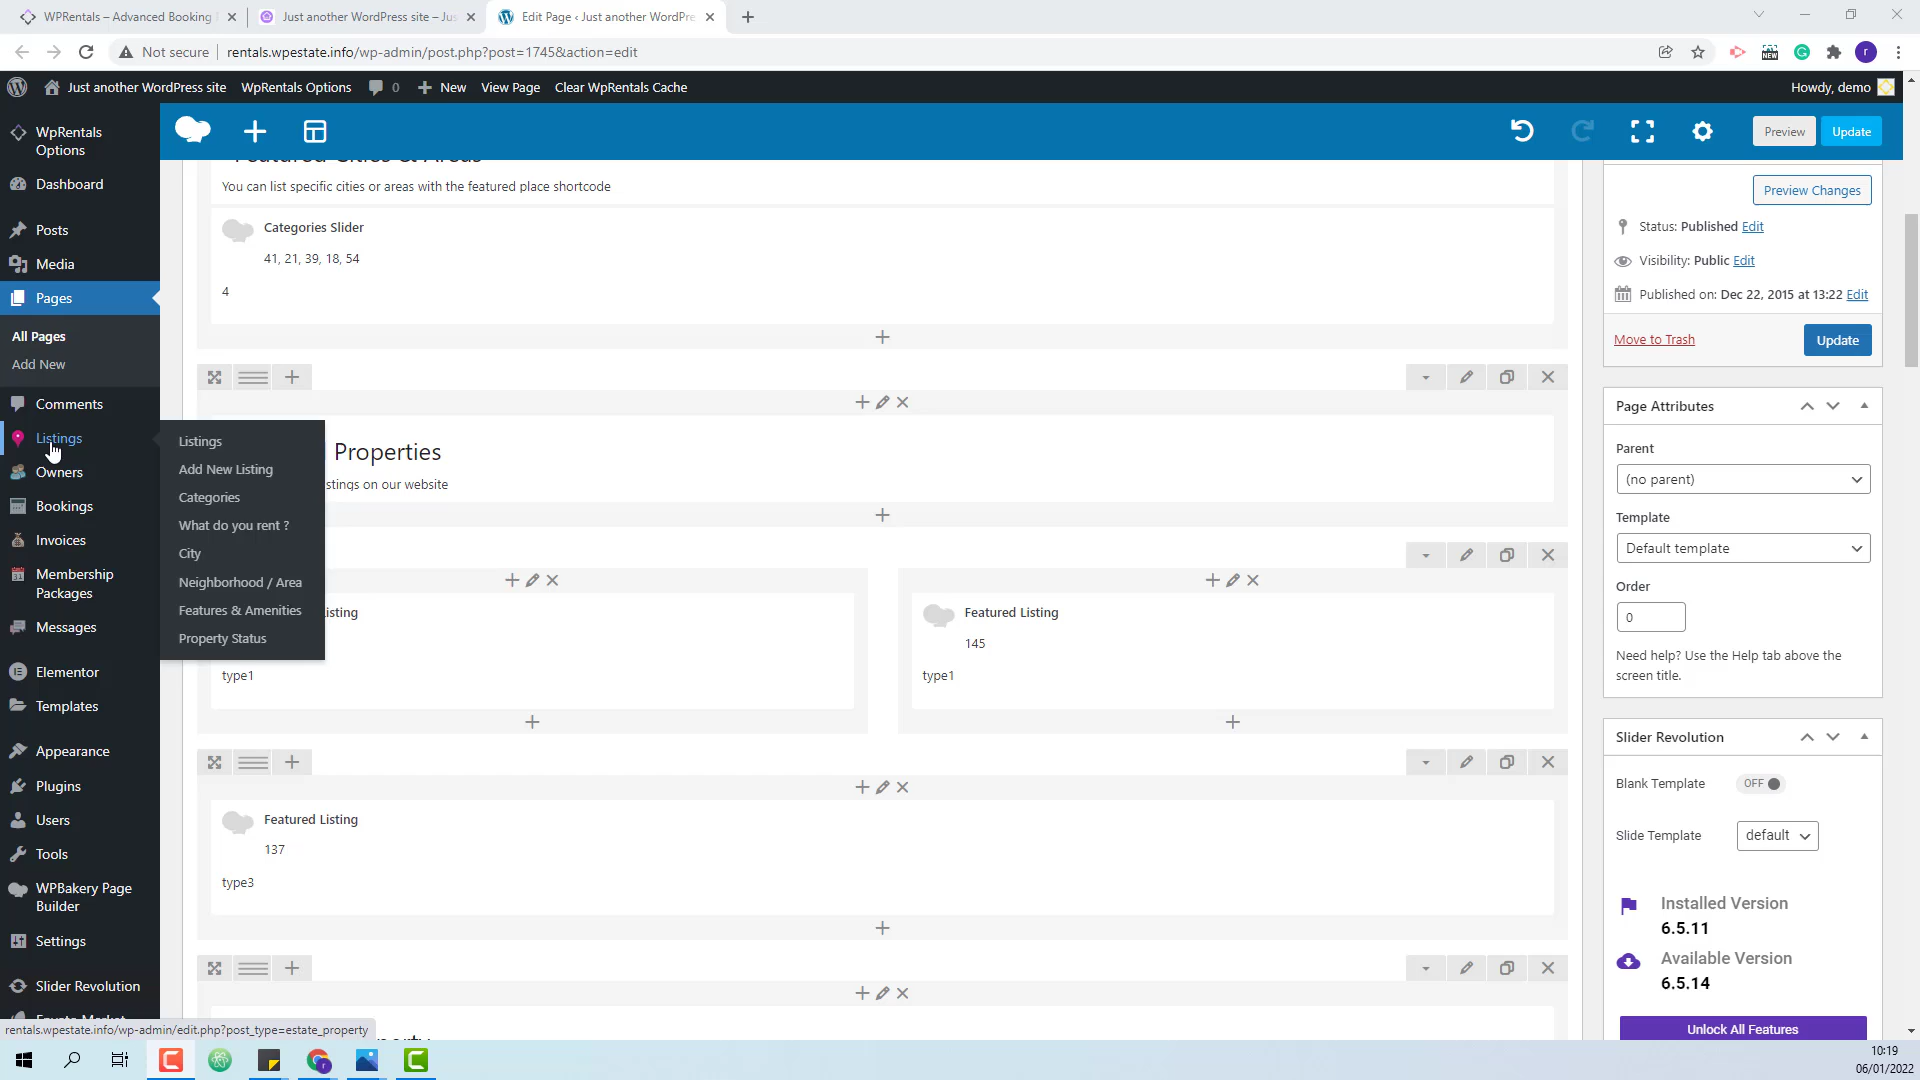 WPRentals – Advanced Booking
Just another WordPress site – Jus
Edit Page ‹ Just another WordPre
Not secure
rentals.wpestate.info/wp-admin/post.php?post=1745&action=edit
NEW
r
Just another WordPress site
WpRentals Options
0
New
View Page
Clear WpRentals Cache
Howdy, demo
WpRentals
Options
Dashboard
Posts
Media
Pages
All Pages
Add New
Comments
Listings
Owners
Bookings
Invoices
Membership
Packages
Messages
Elementor
Templates
Appearance
Plugins
Users
Tools
WPBakery Page
Builder
Settings
Slider Revolution
Listings
Add New Listing
Categories
What do you rent ?
City
Neighborhood / Area
Features & Amenities
Property Status
Preview
Update
Featured Cities & Areas
You can list specific cities or areas with the featured place shortcode
Categories Slider
41, 21, 39, 18, 54
4
Properties
stings on our website
isting
type1
Featured Listing
145
type1
Featured Listing
137
type3
Preview Changes
Status: Published Edit
Visibility: Public Edit
Published on: Dec 22, 2015 at 13:22 Edit
Move to Trash
Update
Page Attributes
Parent
(no parent)
Template
Default template
Order
0
Need help? Use the Help tab above the
screen title.
Slider Revolution
Blank Template
OFF
Slide Template
default
Installed Version
6.5.11
Available Version
6.5.14
Unlock All Features
rentals.wpestate.info/wp-admin/edit.php?post_type=estate_property
10:19
06/01/2022